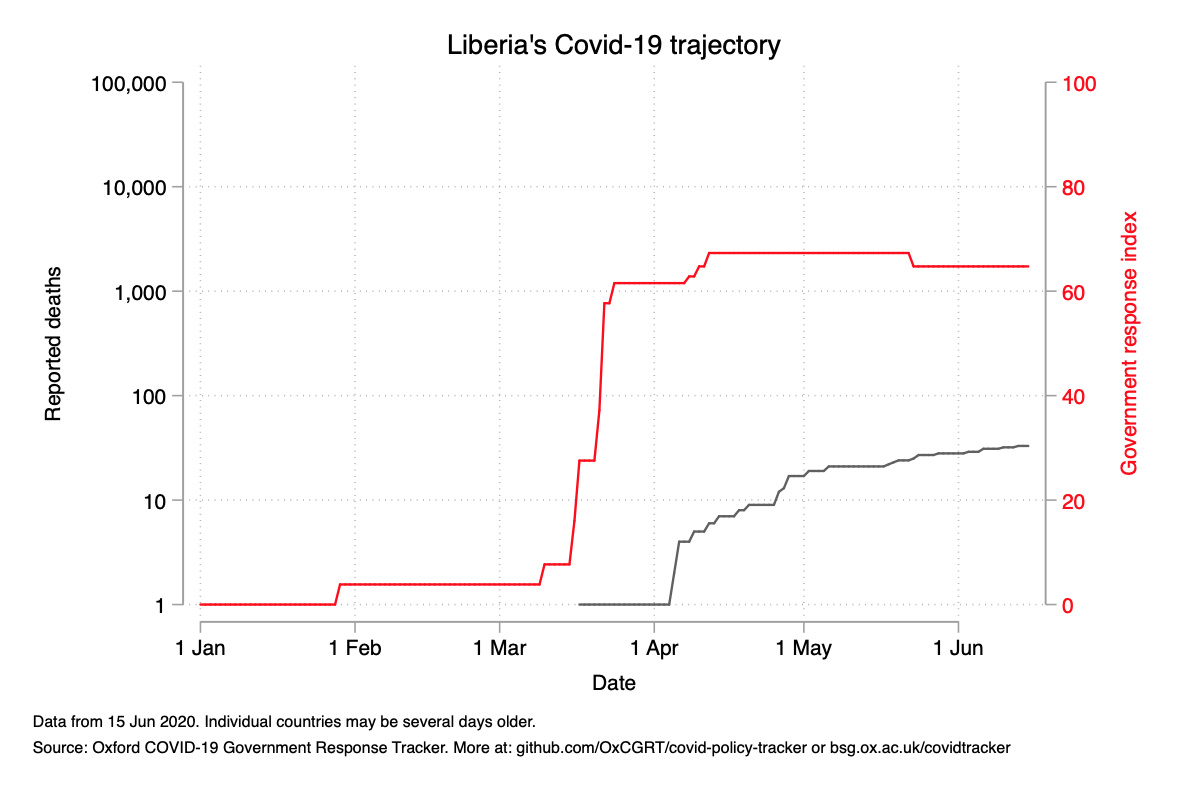 Liberia's Covid-19 trajectory
100,000
10,000
1,000
100
10
1
Reported deaths
100
80
60
40
20
0
Government response index
1 Jan
1 Feb
1 Mar
1 Apr
1 May
1 Jun
Date
Data from 15 Jun 2020. Individual countries may be several days older.
Source: Oxford COVID-19 Government Response Tracker. More at: github.com/OxCGRT/covid-policy-tracker or bsg.ox.ac.uk/covidtracker